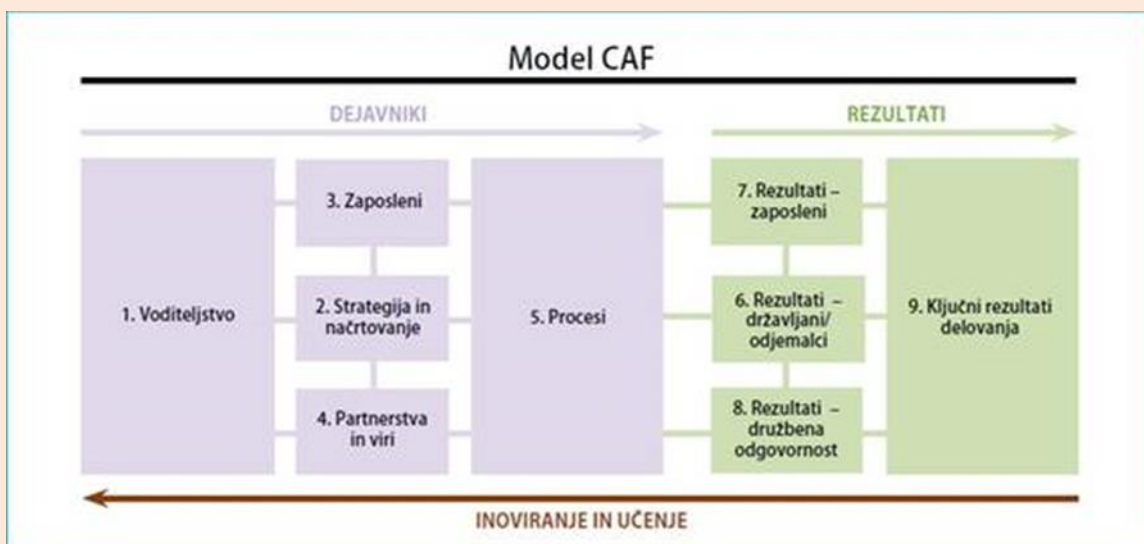 Model CAF
DEJAVNIKI
REZULTATI
1. Voditeljstvo
3. Zaposleni
2. Strategija in
načrtovanje
4. Partnerstva
in viri
5. Procesi
7. Rezultati –
zaposleni
6. Rezultati –
državljani/
odjemalci
8. Rezultati –
družbena
odgovornost
9. Ključni rezultati
delovanja
INOVIRANJE IN UČENJE